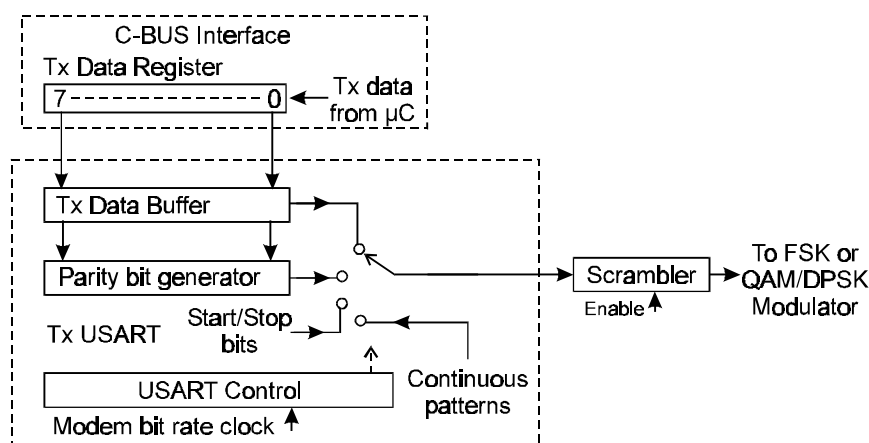 C-BUS Interface
Tx Data Register
7 0
Tx data
from µC
Tx Data Buffer
Parity bit generator
Start/Stop
bits
Tx USART
USART Control
Modem bit rate clock
Continuous
patterns
Scrambler
Enable
To FSK or
QAM/DPSK
Modulator